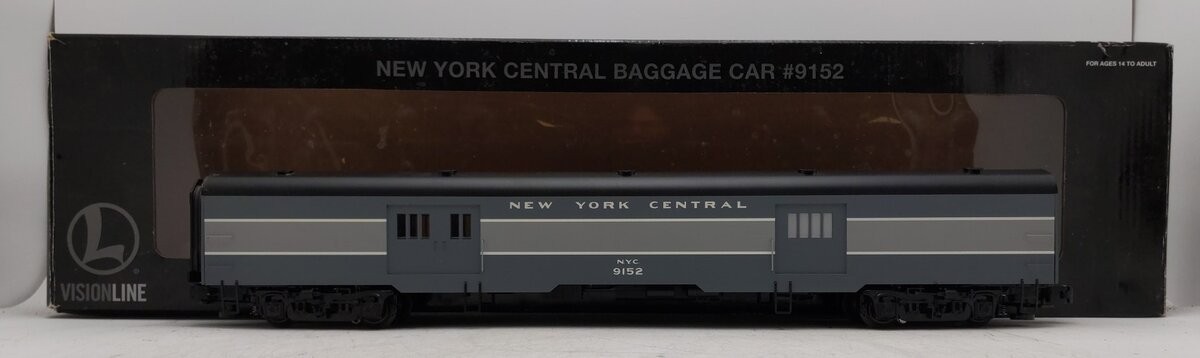 NEW YORK CENTRAL BAGGAGE CAR #9152
FOR AGES 14 TO ADULT
NEW YORK CENTRAL
NYC
9152
L
VISIONLINE